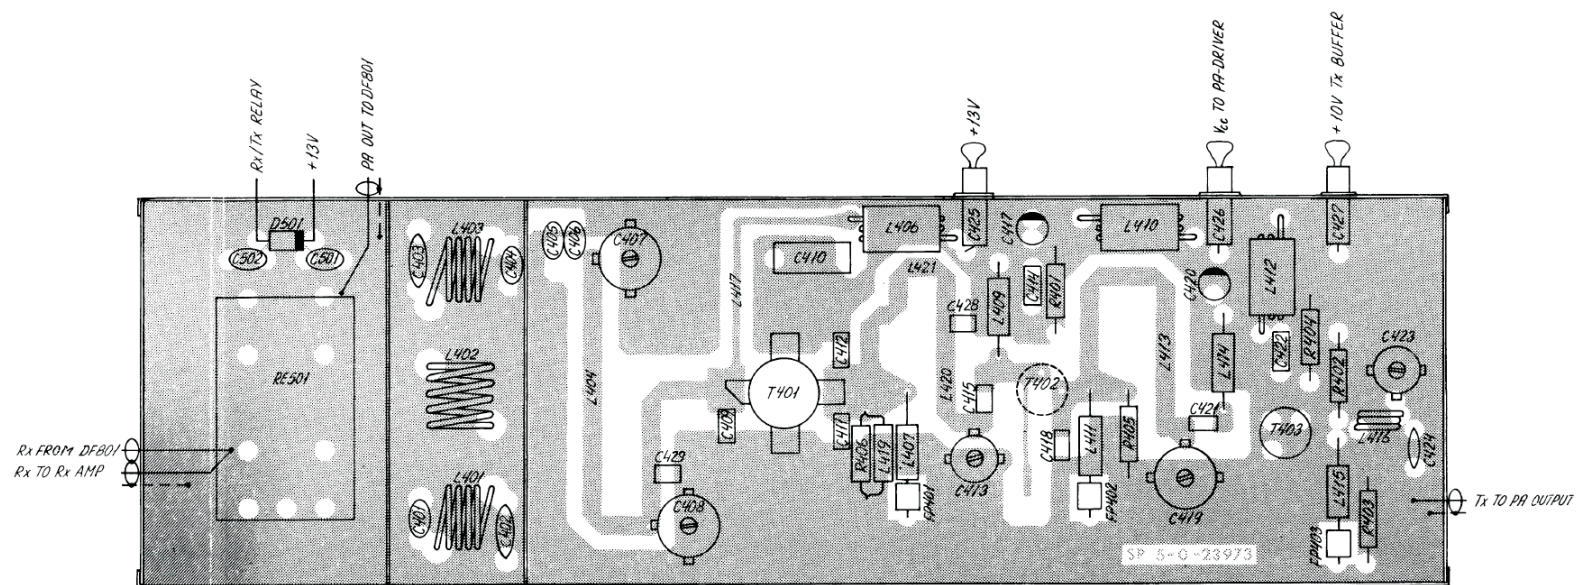 Rx/Tx RELAY
+13V
PA OUT TO DF801
+13V
Vcc TO PA-DRIVER
+10V Tx BUFFER
D501
C502
C501
RE501
Rx FROM DF801
Rx TO Rx AMP
C403
L403
C404
L402
L401
C401
C402
C405
C406
C407
L404
L417
C410
L406
C425
C417
L410
C426
C427
L421
C428
L409
C414
R401
C420
L412
L413
L414
C422
R404
R402
C423
T401
C412
C409
C411
L420
C415
T402
C421
T403
L416
C424
C429
C408
R406
L419
L407
FP401
C413
C418
L411
R405
FP402
C419
L415
R403
FP403
Tx TO PA OUTPUT
SP 5-0-23973